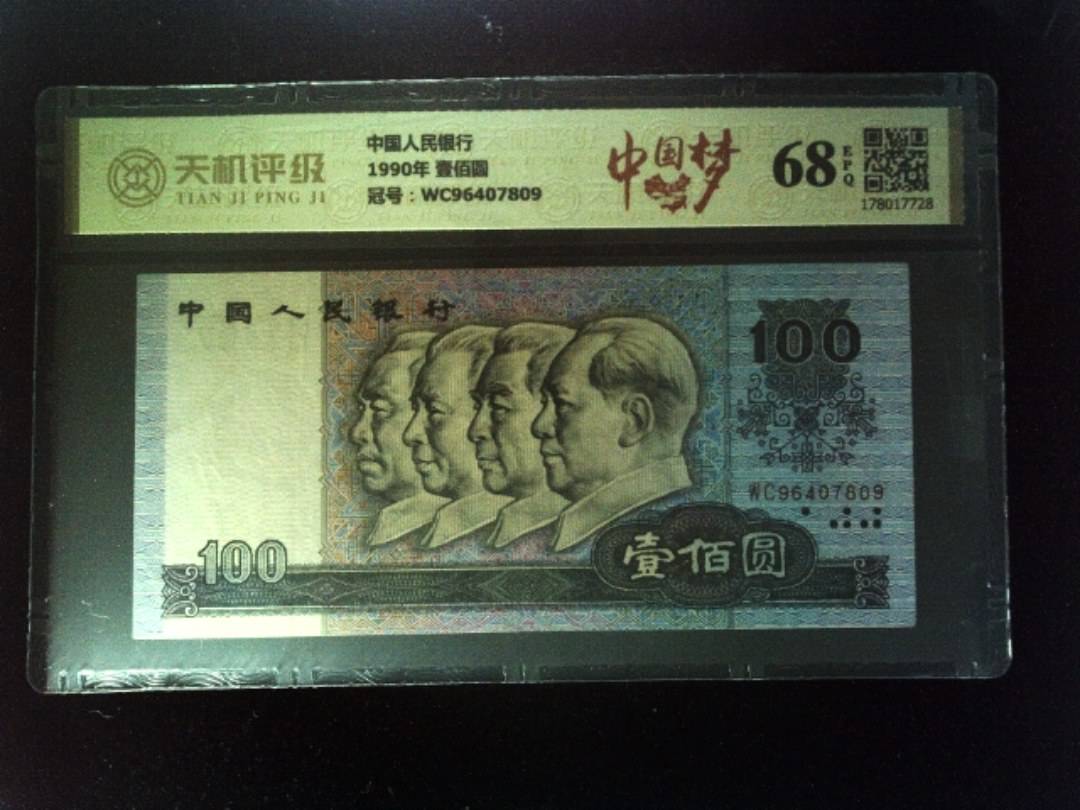 天机评级
TIAN JI PING JI
中国人民银行
1990年 壹佰圆
冠号：WC96407809
中国梦
68
EPQ
178017728
中國人民银行
100
WC96407809
100
壹佰圆